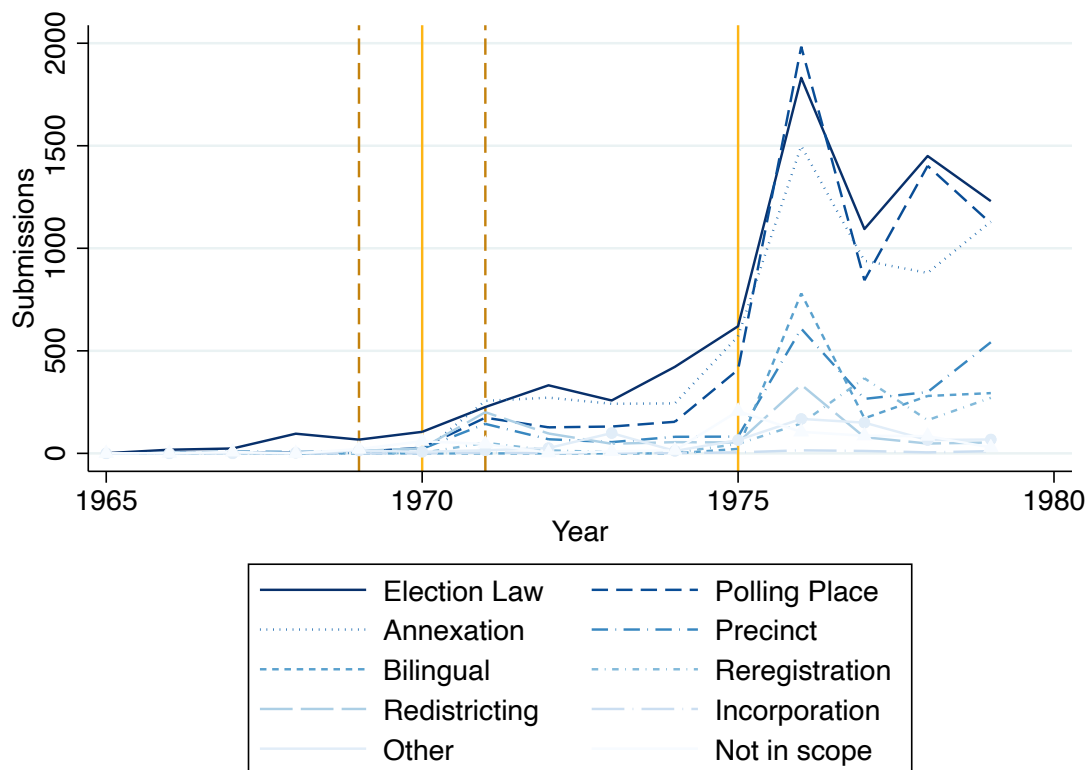 2000
1500
1000
500
0
Submissions
1965 1970 1975 1980
Year
Election Law Polling Place
Annexation Precinct
Bilingual Reregistration
Redistricting Incorporation
Other Not in scope